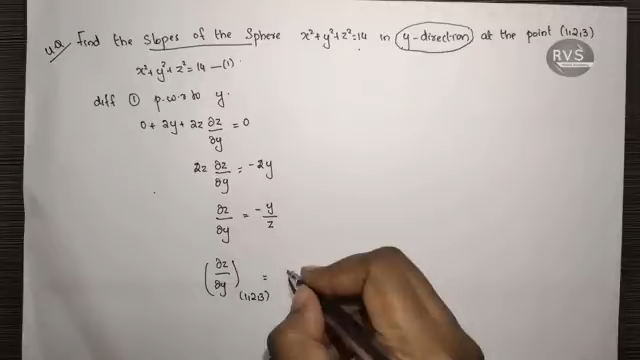 UQ Find the Slopes of the Sphere x²+y²+z²=14 in y-direction at the point (1,2,3)
RVS
x²+y²+z²=14 —(1)
diff ① p.w.r.to y.
0+2y+2z ∂z/∂y =0
2z ∂z/∂y = -2y
∂z/∂y = -y/z
(∂z/∂y)(1,2,3) =